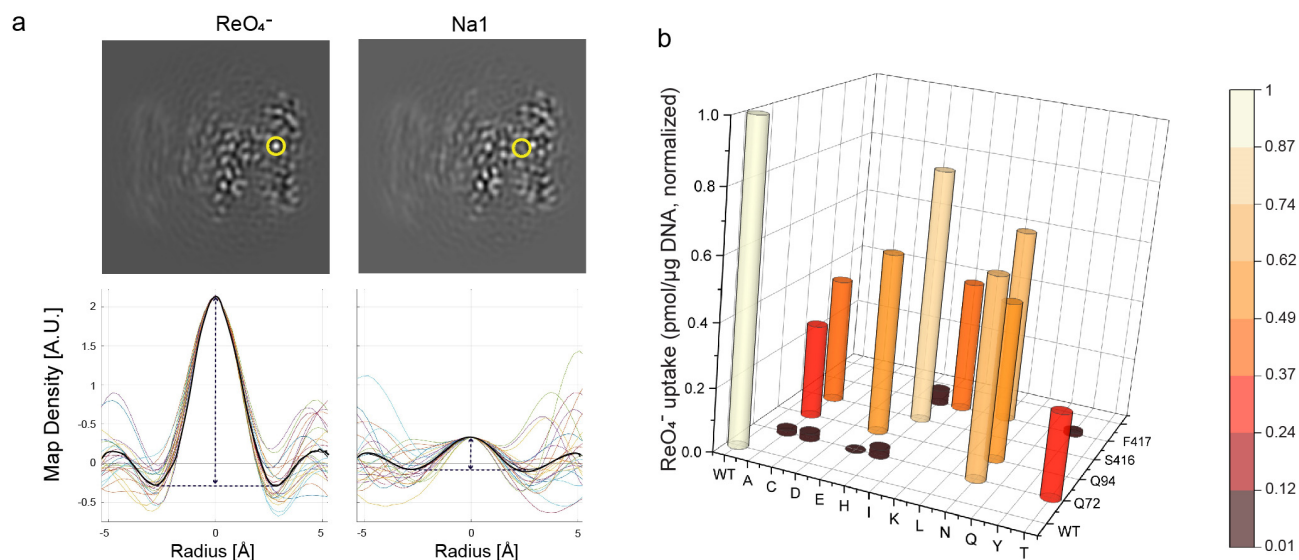 a
ReO₄⁻
Na1
Map Density [A.U.]
2
1
-0.5
0
-0.5
-5
0
5
Radius [Å]
-5
0
5
Radius [Å]
b
ReO₄⁻ uptake (pmol/µg DNA, normalized)
1.0
0.8
0.6
0.4
0.2
0.0
WT
A
C
D
E
H
I
K
L
N
Q
Y
T
WT
Q72
Q94
S416
F417
1
0.87
0.74
0.62
0.49
0.37
0.24
0.12
0.01